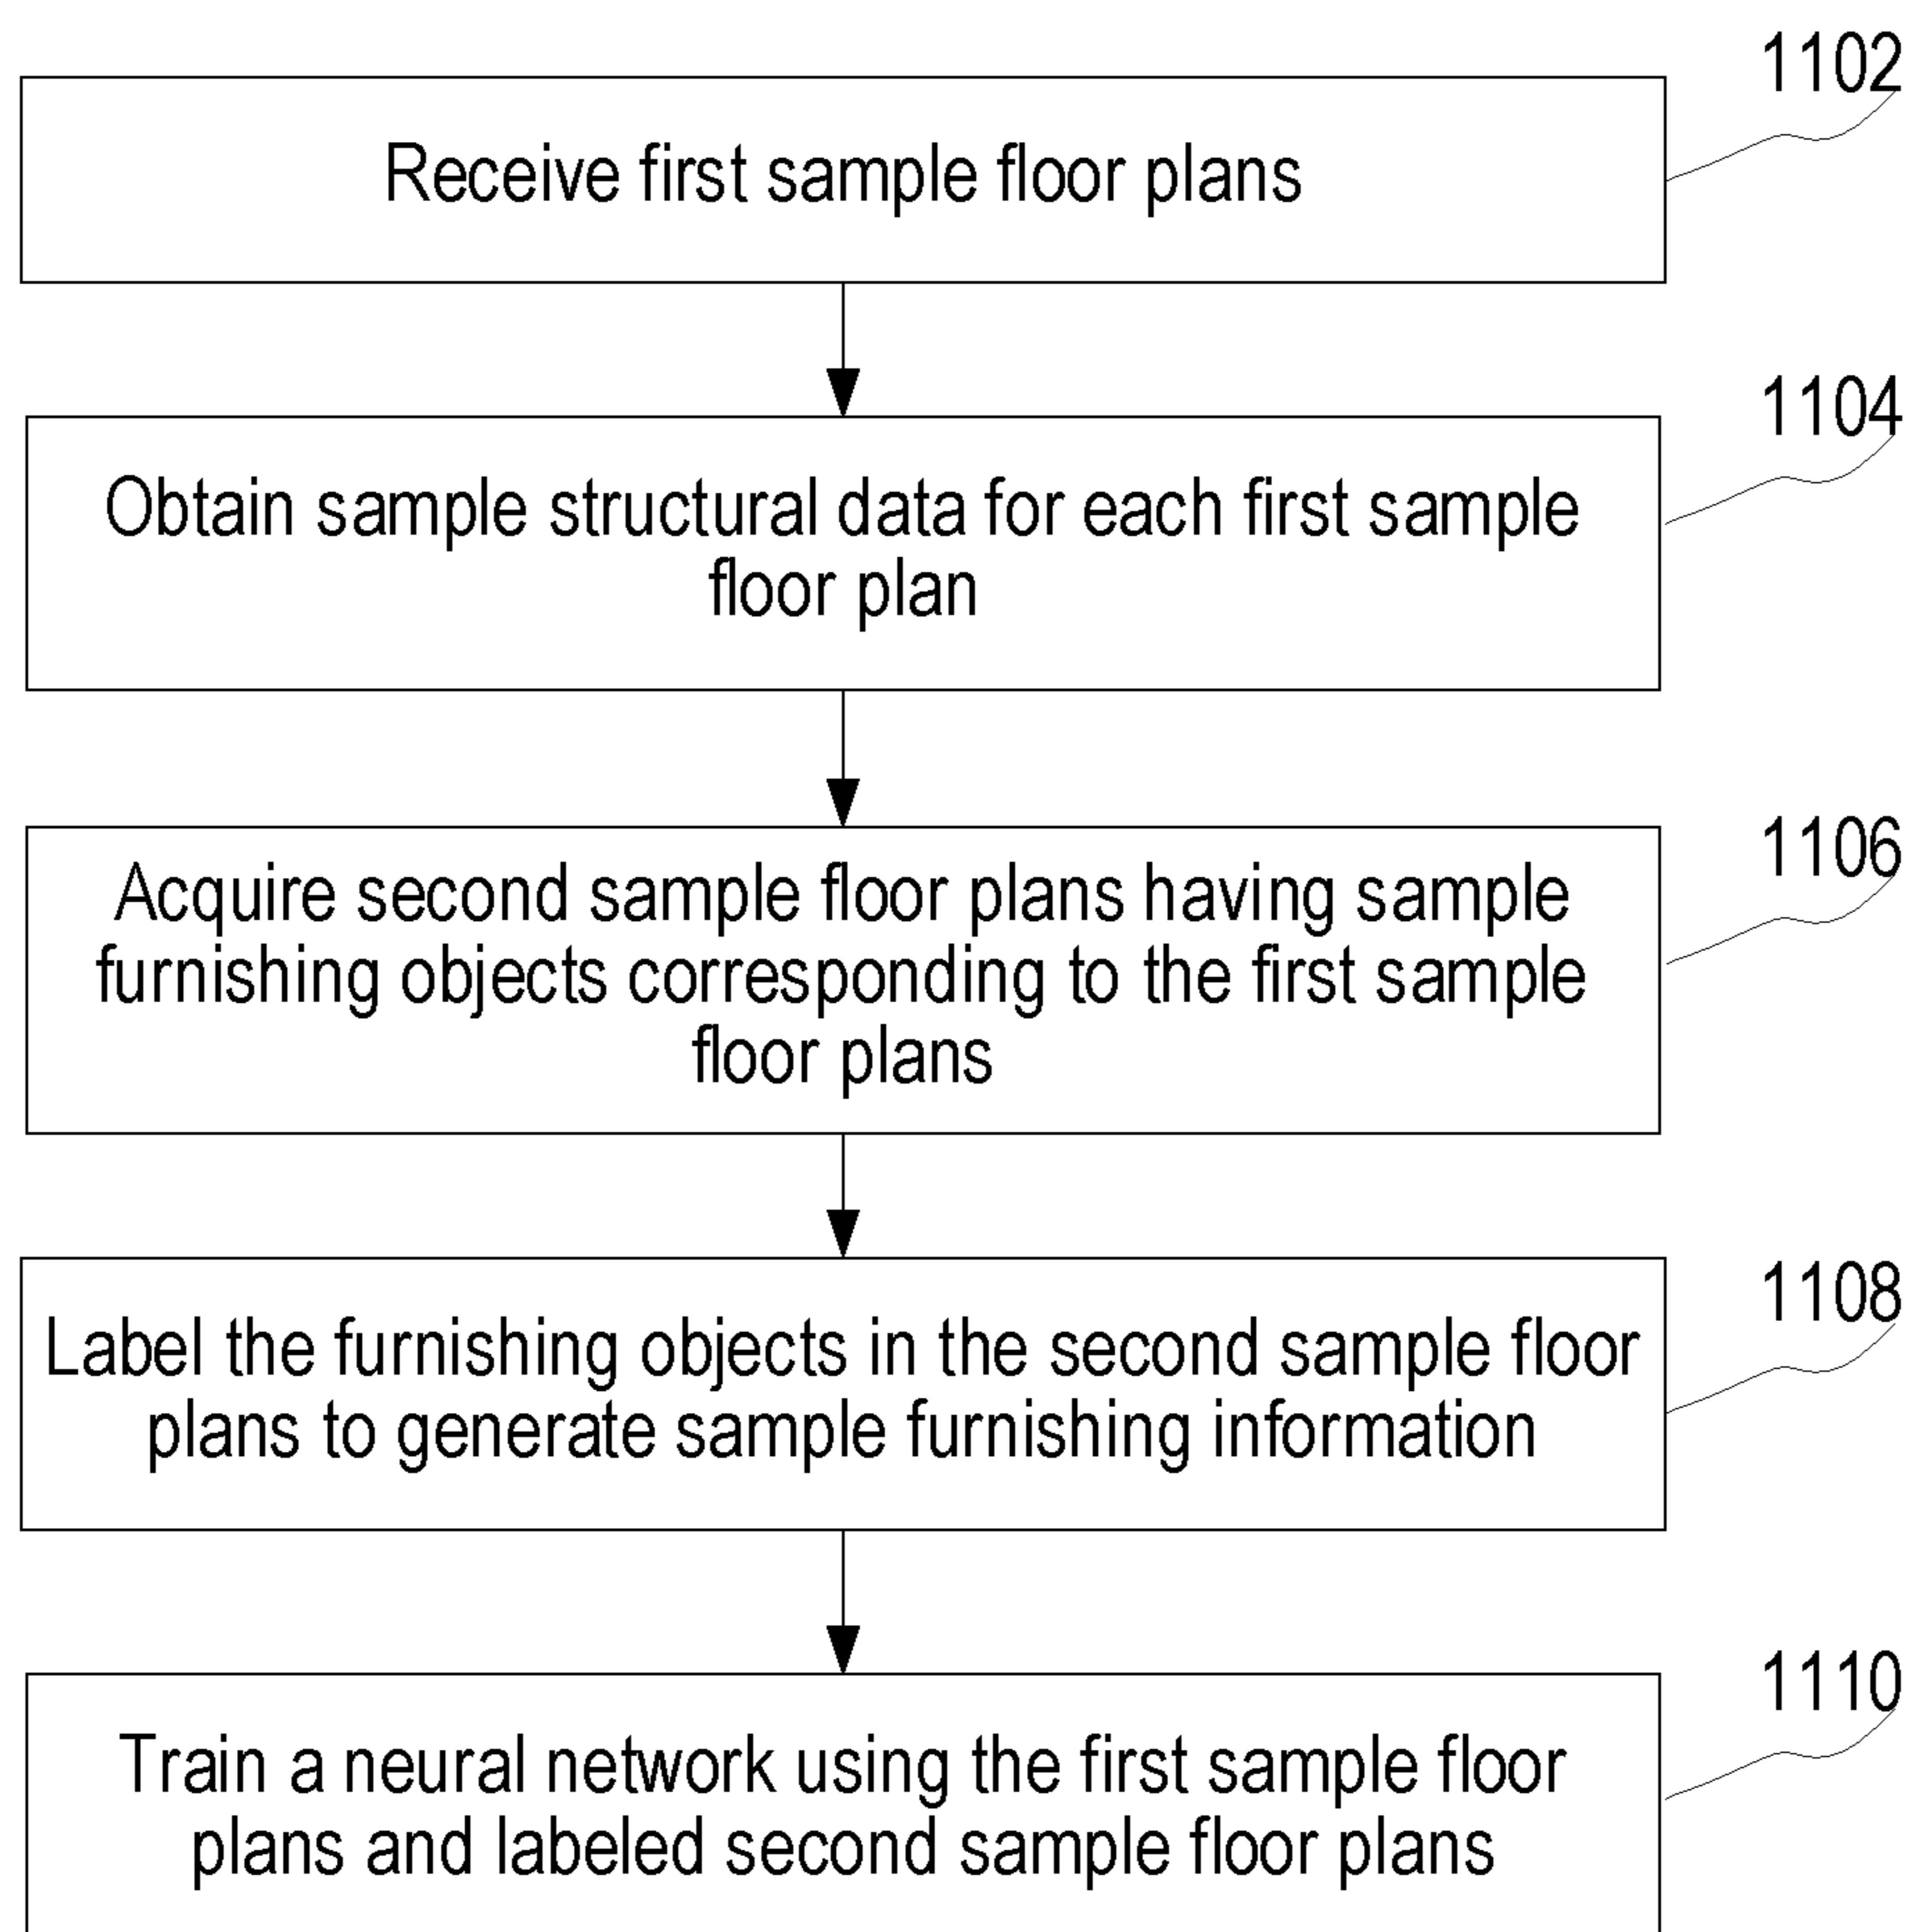 1102
Receive first sample floor plans
1104
Obtain sample structural data for each first sample
floor plan
1106
Acquire second sample floor plans having sample
furnishing objects corresponding to the first sample
floor plans
1108
Label the furnishing objects in the second sample floor
plans to generate sample furnishing information
1110
Train a neural network using the first sample floor
plans and labeled second sample floor plans